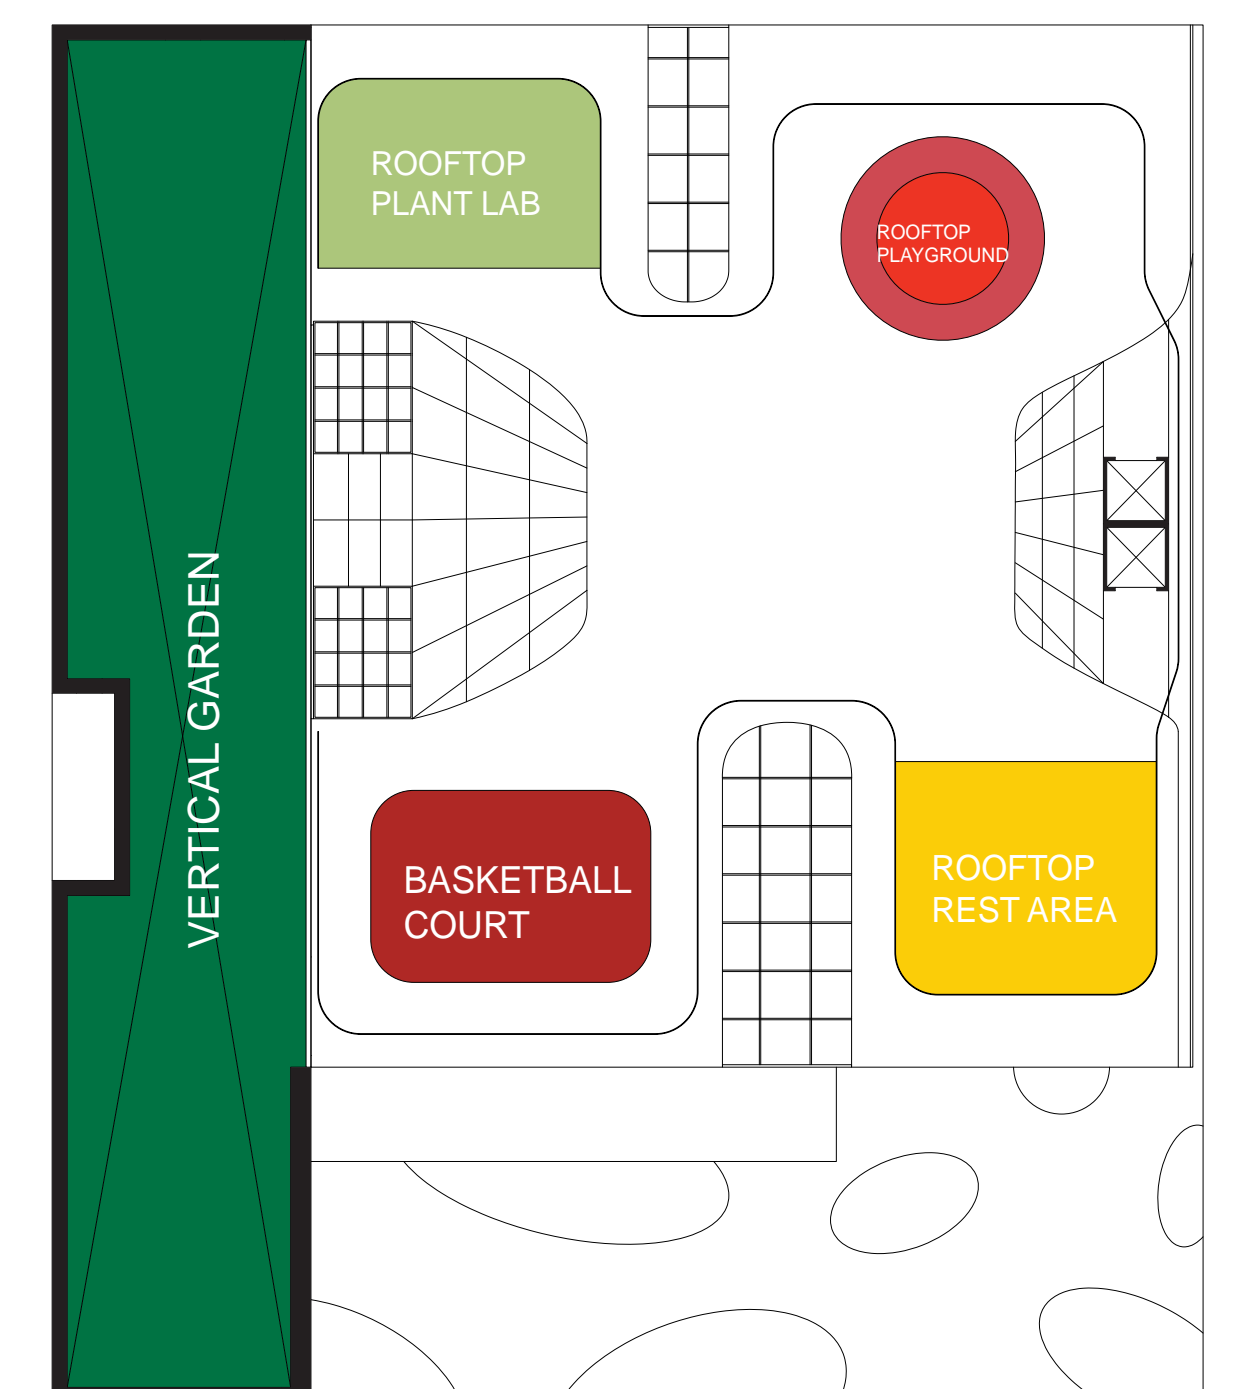 ROOFTOP
PLANT LAB
ROOFTOP
PLAYGROUND
VERTICAL GARDEN
BASKETBALL
COURT
ROOFTOP
REST AREA